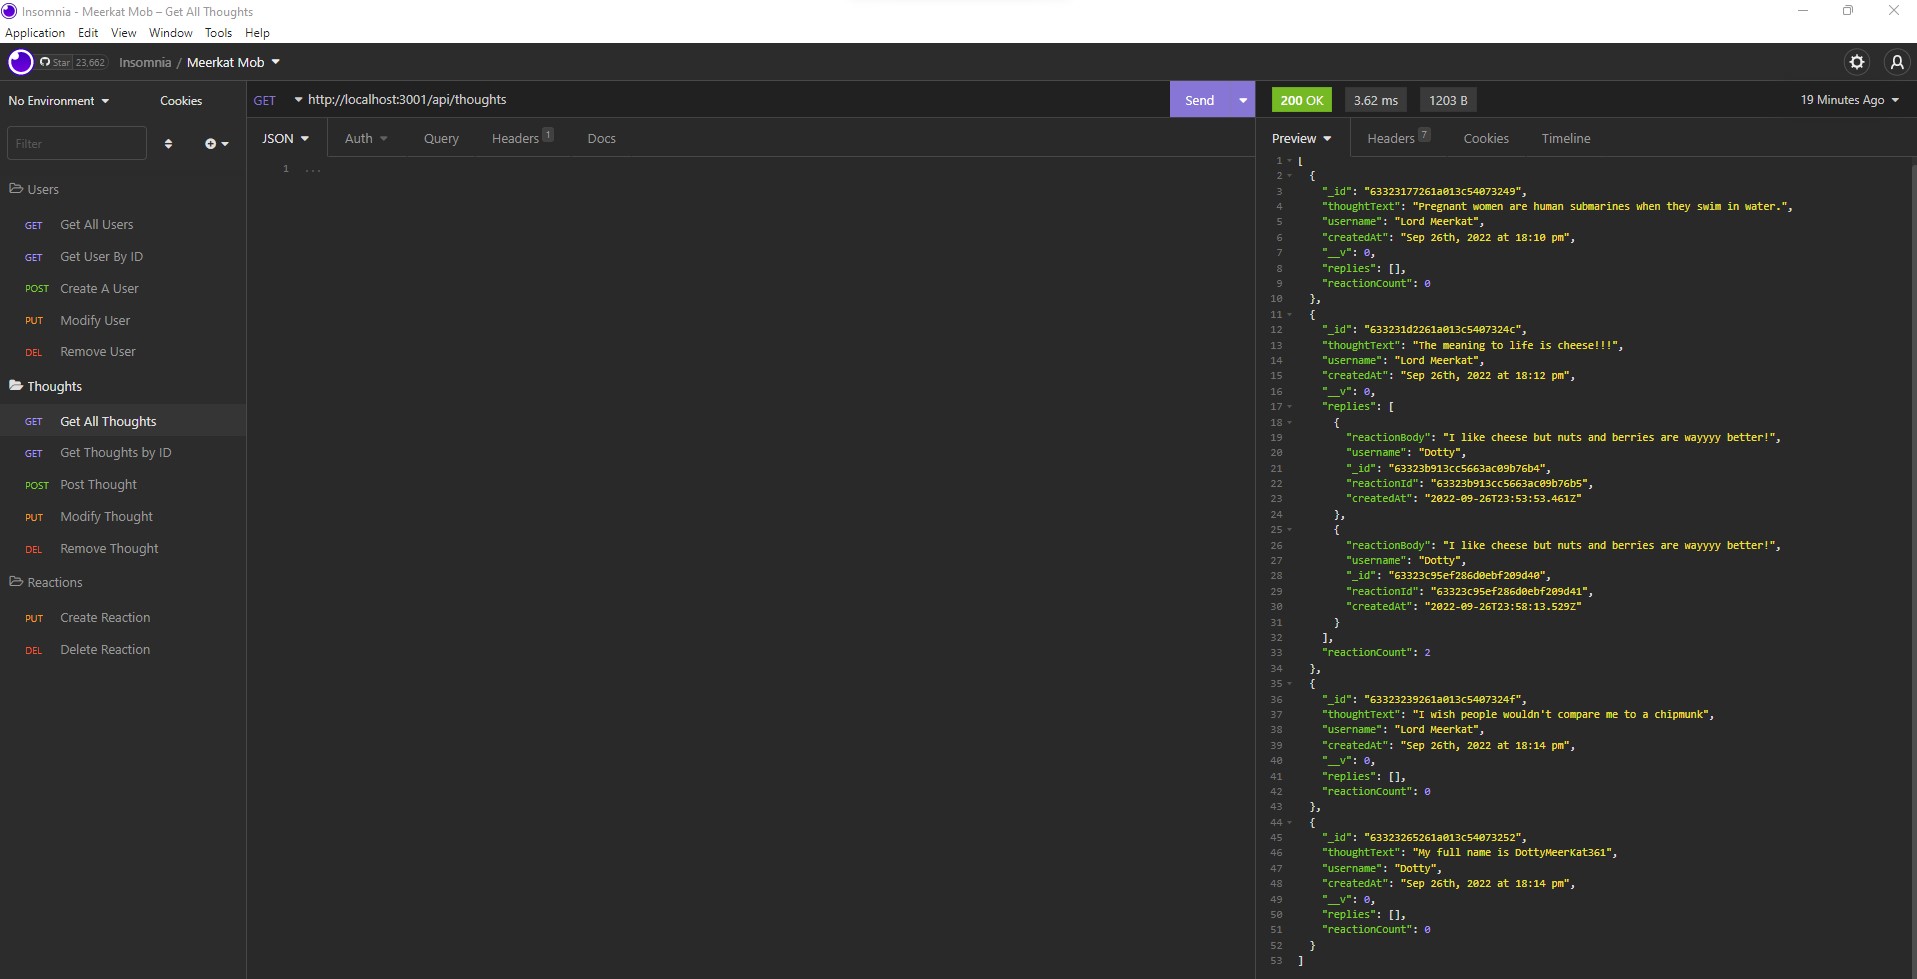 Insomnia - Meerkat Mob – Get All Thoughts
Application Edit View Window Tools Help
Star 23,662 Insomnia / Meerkat Mob
No Environment Cookies
Filter
Users
GET Get All Users
GET Get User By ID
POST Create A User
PUT Modify User
DEL Remove User
Thoughts
GET Get All Thoughts
GET Get Thoughts by ID
POST Post Thought
PUT Modify Thought
DEL Remove Thought
Reactions
PUT Create Reaction
DEL Delete Reaction
GET http://localhost:3001/api/thoughts Send
JSON Auth Query Headers 1 Docs
1 ...
200 OK 3.62 ms 1203 B 19 Minutes Ago
Preview Headers 7 Cookies Timeline
1 [
2 {
3 "_id": "63323177261a013c54073249",
4 "thoughtText": "Pregnant women are human submarines when they swim in water.",
5 "username": "Lord Meerkat",
6 "createdAt": "Sep 26th, 2022 at 18:10 pm",
7 "__v": 0,
8 "replies": [],
9 "reactionCount": 0
10 },
11 {
12 "_id": "633231d2261a013c5407324c",
13 "thoughtText": "The meaning to life is cheese!!!",
14 "username": "Lord Meerkat",
15 "createdAt": "Sep 26th, 2022 at 18:12 pm",
16 "__v": 0,
17 "replies": [
18 {
19 "reactionBody": "I like cheese but nuts and berries are wayyyy better!",
20 "username": "Dotty",
21 "_id": "63323b913cc5663ac09b76b4",
22 "reactionId": "63323b913cc5663ac09b76b5",
23 "createdAt": "2022-09-26T23:53:53.461Z"
24 },
25 {
26 "reactionBody": "I like cheese but nuts and berries are wayyyy better!",
27 "username": "Dotty",
28 "_id": "63323c95ef286d0ebf209d40",
29 "reactionId": "63323c95ef286d0ebf209d41",
30 "createdAt": "2022-09-26T23:58:13.529Z"
31 }
32 ],
33 "reactionCount": 2
34 },
35 {
36 "_id": "63323239261a013c5407324f",
37 "thoughtText": "I wish people wouldn't compare me to a chipmunk",
38 "username": "Lord Meerkat",
39 "createdAt": "Sep 26th, 2022 at 18:14 pm",
40 "__v": 0,
41 "replies": [],
42 "reactionCount": 0
43 },
44 {
45 "_id": "63323265261a013c54073252",
46 "thoughtText": "My full name is DottyMeerKat361",
47 "username": "Dotty",
48 "createdAt": "Sep 26th, 2022 at 18:14 pm",
49 "__v": 0,
50 "replies": [],
51 "reactionCount": 0
52 }
53 ]